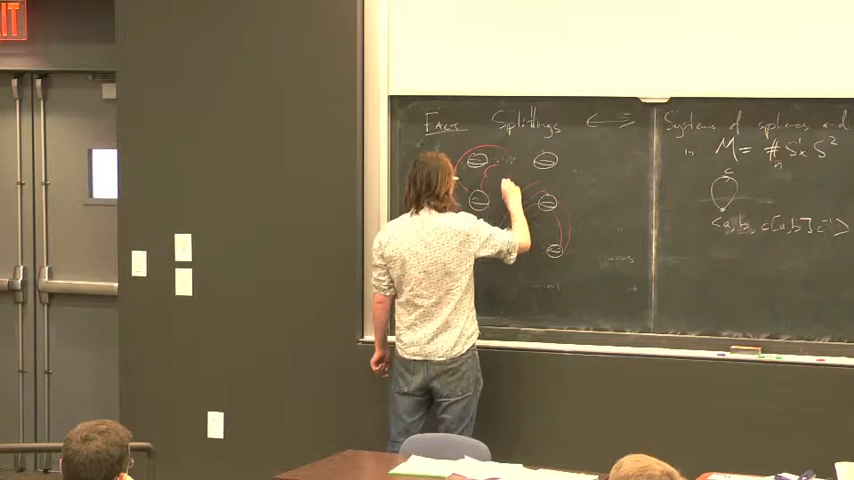 EXIT
FACT Splittings ⟷ Systems of spheres and
in M = #ₙ S¹×S²
c
<a, b, c[a,b]c⁻¹>